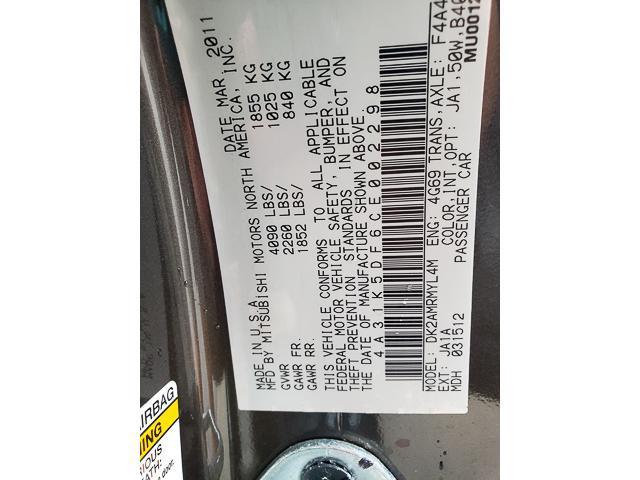 MADE IN U.S.A. DATE MAR, 2011
MFD BY MITSUBISHI MOTORS NORTH AMERICA, INC.
GVWR 4090 LBS/ 1855 KG
GAWR FR. 2260 LBS/ 1025 KG
GAWR RR. 1852 LBS/ 840 KG
THIS VEHICLE CONFORMS TO ALL APPLICABLE
FEDERAL MOTOR VEHICLE SAFETY, BUMPER, AND
THEFT PREVENTION STANDARDS IN EFFECT ON
THE DATE OF MANUFACTURE SHOWN ABOVE.
4A31K5DF6CE002298
MODEL: DK2AMRMYL4M ENG: 4G69 TRANS, AXLE: F4A4
EXT: JA1A COLOR,INT,OPT: JA1,50W,B40
MDH 031512 PASSENGER CAR MU0012
AIRBAG